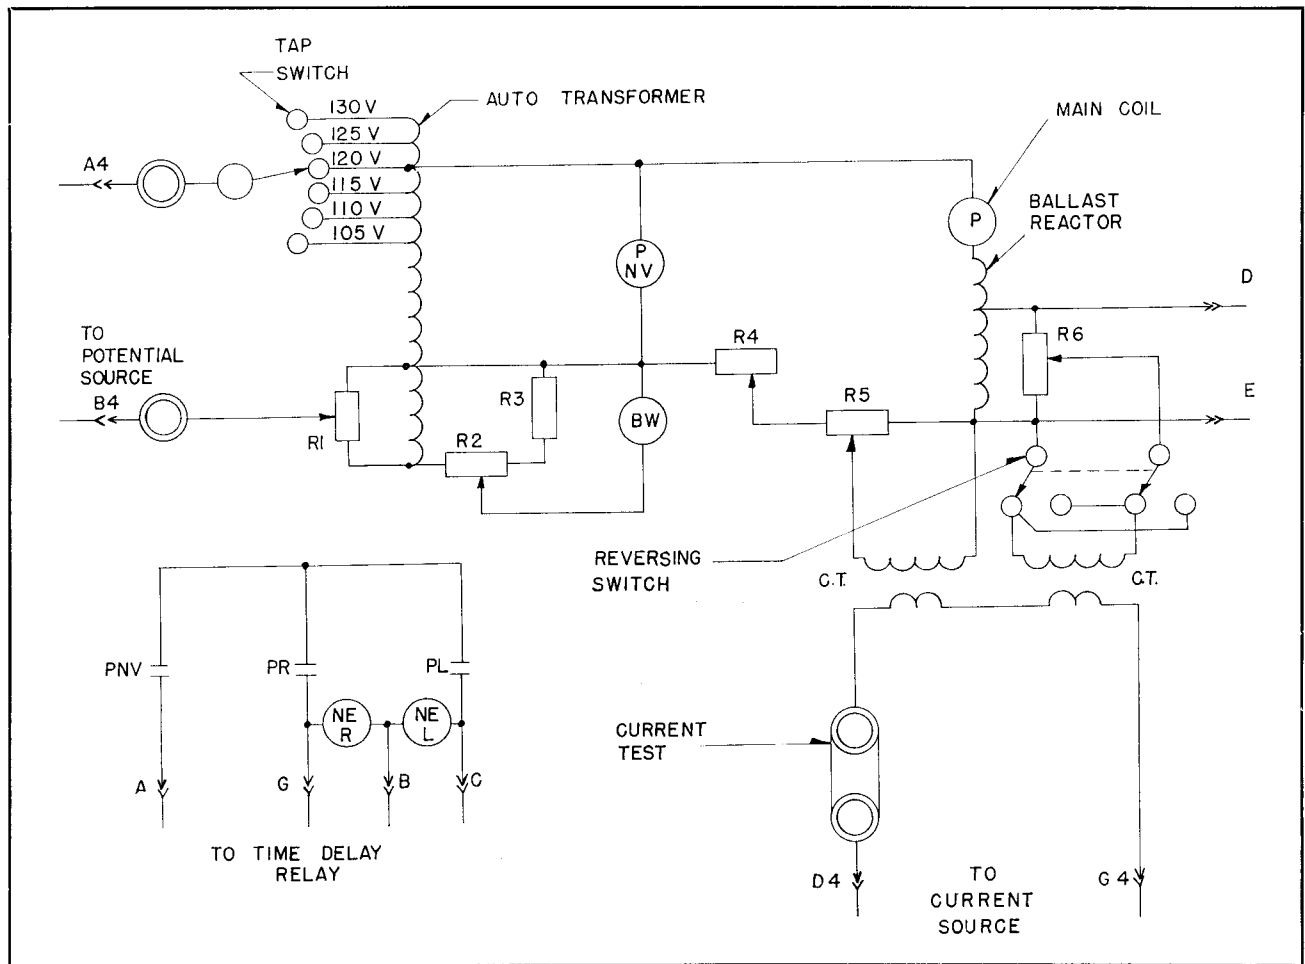 TAP
SWITCH
130 V
125 V
120 V
115 V
110 V
105 V
AUTO TRANSFORMER
MAIN COIL
A4
P
BALLAST
REACTOR
P
NV
D
TO
POTENTIAL
SOURCE
B4
R1
R3
R2
BW
R4
R5
R6
E
REVERSING
SWITCH
C.T.
C.T.
PNV
PR
PL
NE
R
NE
L
A
G
B
C
TO TIME DELAY
RELAY
CURRENT
TEST
D4
TO
CURRENT
SOURCE
G4